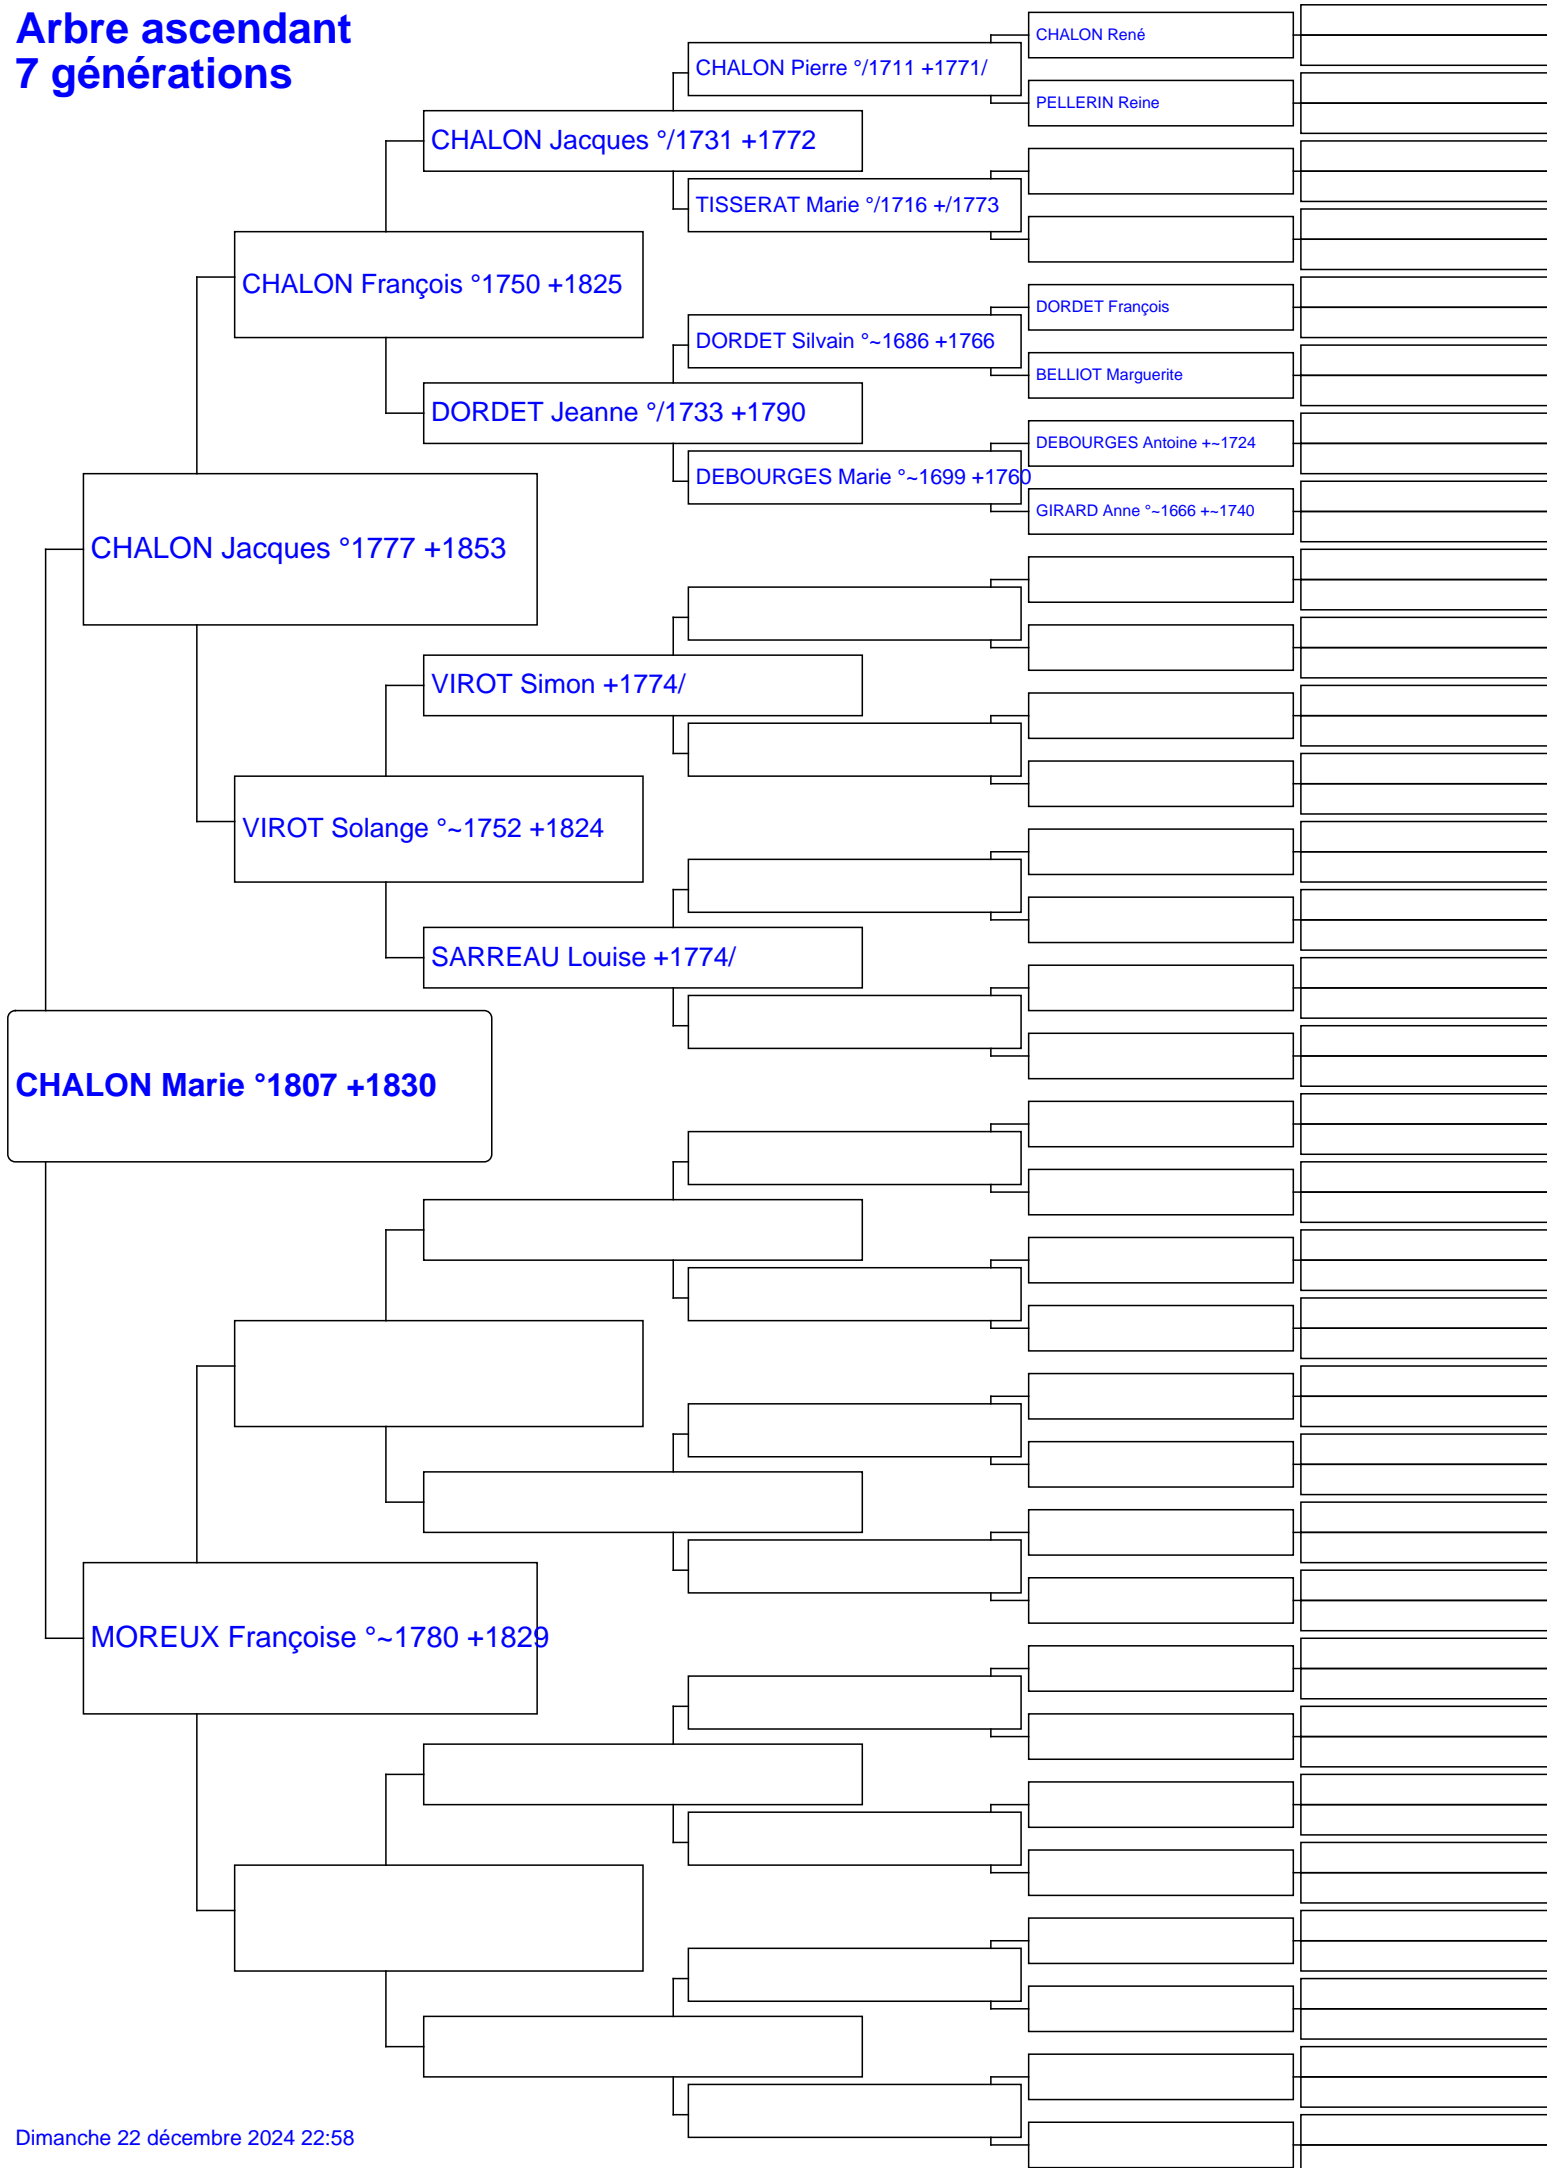 Arbre ascendant
7 générations
CHALON René
CHALON Pierre °/1711 +1771/
PELLERIN Reine
CHALON Jacques °/1731 +1772
TISSERAT Marie °/1716 +/1773
CHALON François °1750 +1825
DORDET François
DORDET Silvain °~1686 +1766
BELLIOT Marguerite
DORDET Jeanne °/1733 +1790
DEBOURGES Antoine +~1724
DEBOURGES Marie °~1699 +1760
GIRARD Anne °~1666 +~1740
CHALON Jacques °1777 +1853
VIROT Simon +1774/
VIROT Solange °~1752 +1824
SARREAU Louise +1774/
CHALON Marie °1807 +1830
MOREUX Françoise °~1780 +1829
Dimanche 22 décembre 2024 22:58